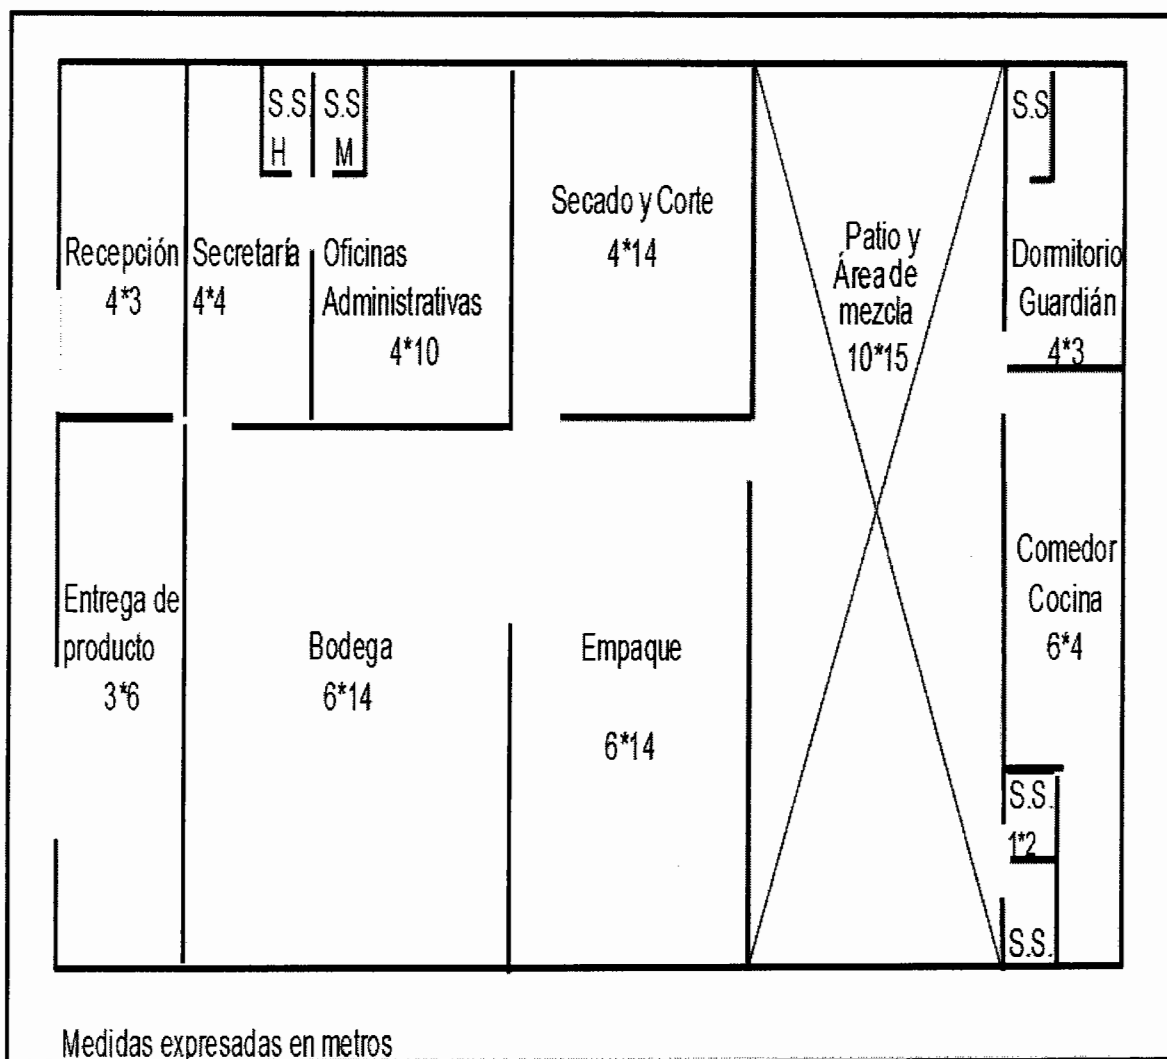 S.S.
H
S.S
M
S.S
Recepción
4*3
Secretaría
4*4
Oficinas
Administrativas
4*10
Secado y Corte
4*14
Patio y
Área de
mezcla
10*15
Dormitorio
Guardián
4*3
Entrega de
producto
3*6
Bodega
6*14
Empaque
6*14
Comedor
Cocina
6*4
S.S.
1*2
S.S.
Medidas expresadas en metros